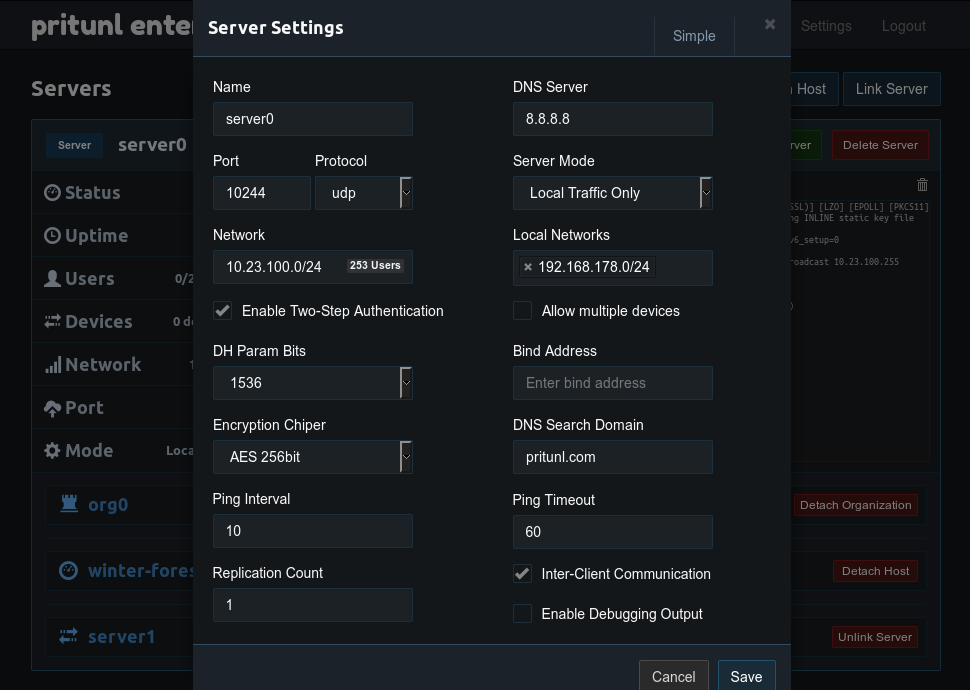 pritunl enter
Server Settings
Simple
×
Settings
Logout
Servers
Host
Link Server
Server
server0
rver
Delete Server
Status
Uptime
Users
0/2
Devices
0 de
Network
1
Port
Mode
Loca
SSL)] [LZO] [EPOLL] [PKCS11]
ng INLINE static key file
v6_setup=0
roadcast 10.23.100.255
)
Name
DNS Server
server0
8.8.8.8
Port
Protocol
Server Mode
10244
udp
Local Traffic Only
Network
Local Networks
10.23.100.0/24
253 Users
× 192.168.178.0/24
Enable Two-Step Authentication
Allow multiple devices
DH Param Bits
Bind Address
1536
Enter bind address
Encryption Chiper
DNS Search Domain
AES 256bit
pritunl.com
Ping Interval
Ping Timeout
10
60
Replication Count
Inter-Client Communication
1
Enable Debugging Output
org0
Detach Organization
winter-fores
Detach Host
server1
Unlink Server
Cancel
Save